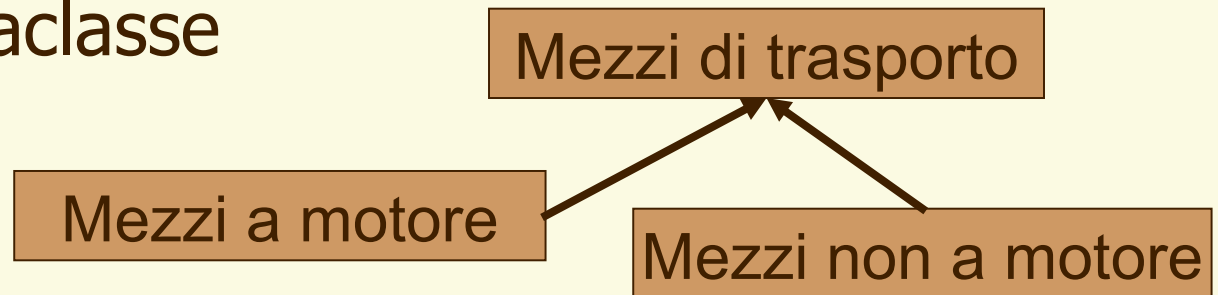 aclasse
Mezzi di trasporto
Mezzi a motore
Mezzi non a motore